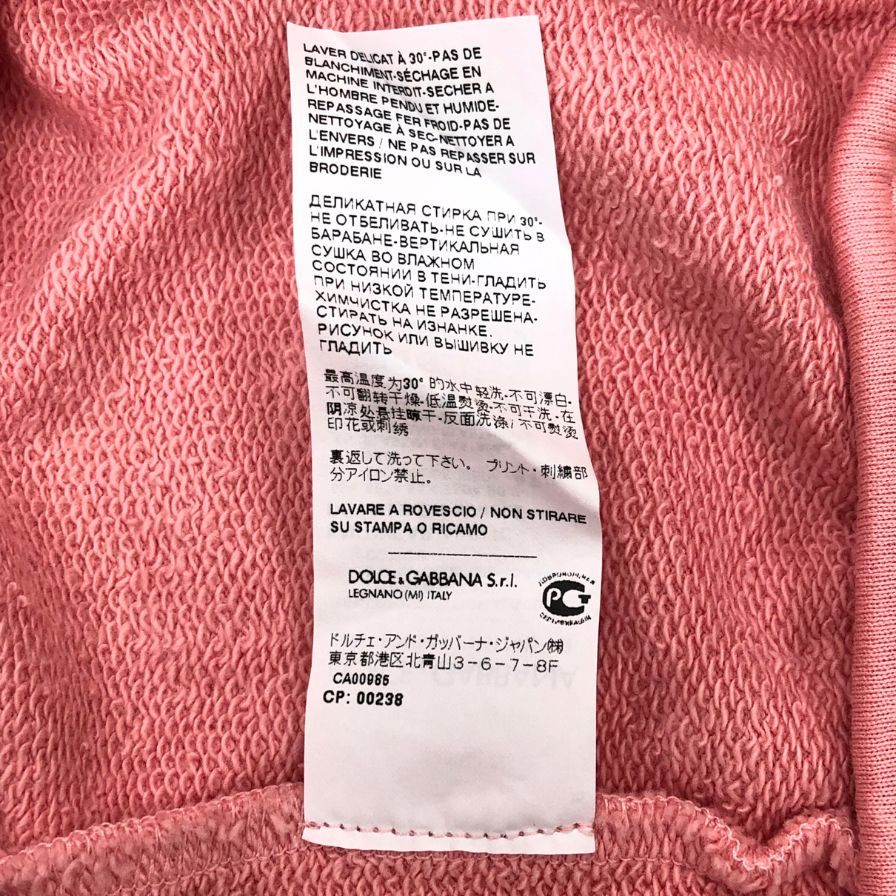 LAVER DELICAT À 30°-PAS DE
BLANCHIMENT-SÉCHAGE EN
MACHINE INTERDIT-SECHER A
L'HOMBRE PENDU ET HUMIDE-
REPASSAGE FER FROID-PAS DE
NETTOYAGE À SEC-NETTOYER A
L'ENVERS / NE PAS REPASSER SUR
L'IMPRESSION OU SUR LA
BRODERIE
ДЕЛИКАТНАЯ СТИРКА ПРИ 30°-
НЕ ОТБЕЛИВАТЬ-НЕ СУШИТЬ В
БАРАБАНЕ-ВЕРТИКАЛЬНАЯ
СУШКА ВО ВЛАЖНОМ
СОСТОЯНИИ В ТЕНИ-ГЛАДИТЬ
ПРИ НИЗКОЙ ТЕМПЕРАТУРЕ-
ХИМЧИСТКА НЕ РАЗРЕШЕНА-
СТИРАТЬ НА ИЗНАНКЕ.
РИСУНОК ИЛИ ВЫШИВКУ НЕ
ГЛАДИТЬ
最高温度为30° 的水中轻洗-不可漂白-
不可翻转干燥-低温熨烫-不可干洗-在
阴凉处悬挂晾干-反面洗涤/不可熨烫
印花或刺绣
裏返して洗って下さい。 プリント・刺繍部
分アイロン禁止。
LAVARE A ROVESCIO / NON STIRARE
SU STAMPA O RICAMO
DOLCE & GABBANA S.r.l.
LEGNANO (MI) ITALY
РСТ
ドルチェ・アンド・ガッバーナ・ジャパン㈱
東京都港区北青山3-6-7-8F
CA00985
CP: 00238